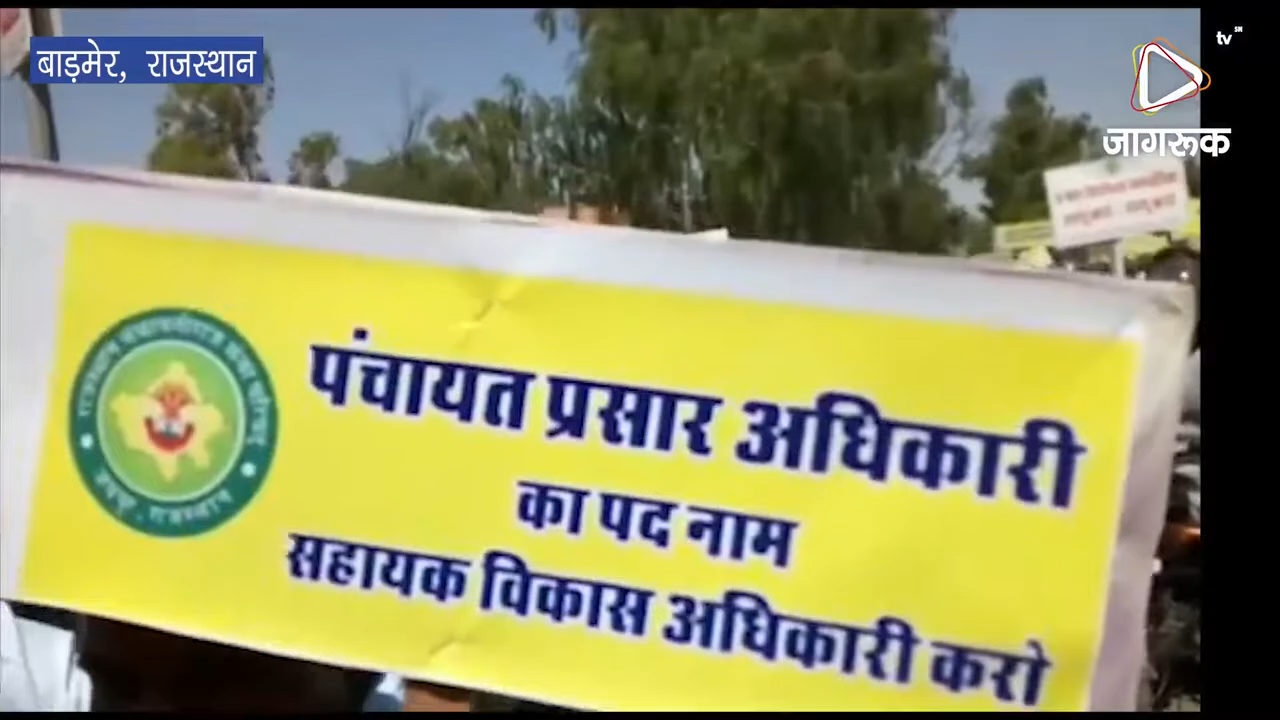 बाड़मेर, राजस्थान
tv
जागरूक
पंचायत प्रसार अधिकारी
का पद नाम
सहायक विकास अधिकारी करो